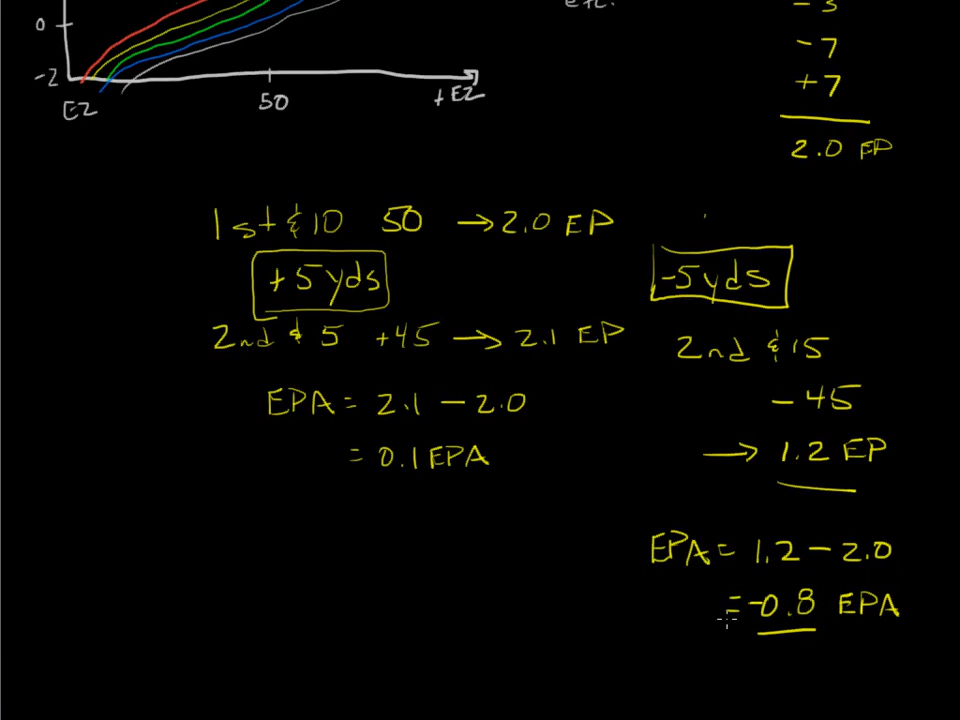 etc.
0
-2
EZ
50
+EZ
-3
-7
+7
2.0 EP
1st & 10 50 → 2.0 EP
+5 yds
2nd & 5 +45 → 2.1 EP
EPA = 2.1 - 2.0
= 0.1 EPA
-5 yds
2nd & 15
-45
→ 1.2 EP
EPA = 1.2 - 2.0
= -0.8 EPA